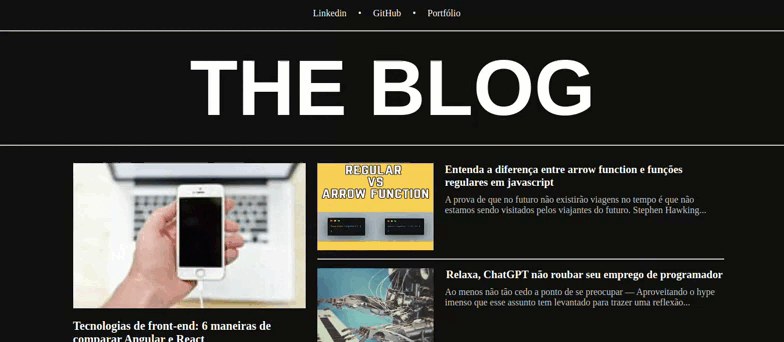 Linkedin • GitHub • Portfólio
THE BLOG
REGULAR
VS
ARROW FUNCTION
Entenda a diferença entre arrow function e funções
regulares em javascript
A prova de que no futuro não existirão viagens no tempo é que não
estamos sendo visitados pelos viajantes do futuro. Stephen Hawking...
Relaxa, ChatGPT não roubar seu emprego de programador
Ao menos não tão cedo a ponto de se preocupar — Aproveitando o hype
imenso que esse assunto tem levantado para trazer uma reflexão...
Tecnologias de front-end: 6 maneiras de
comparar Angular e React